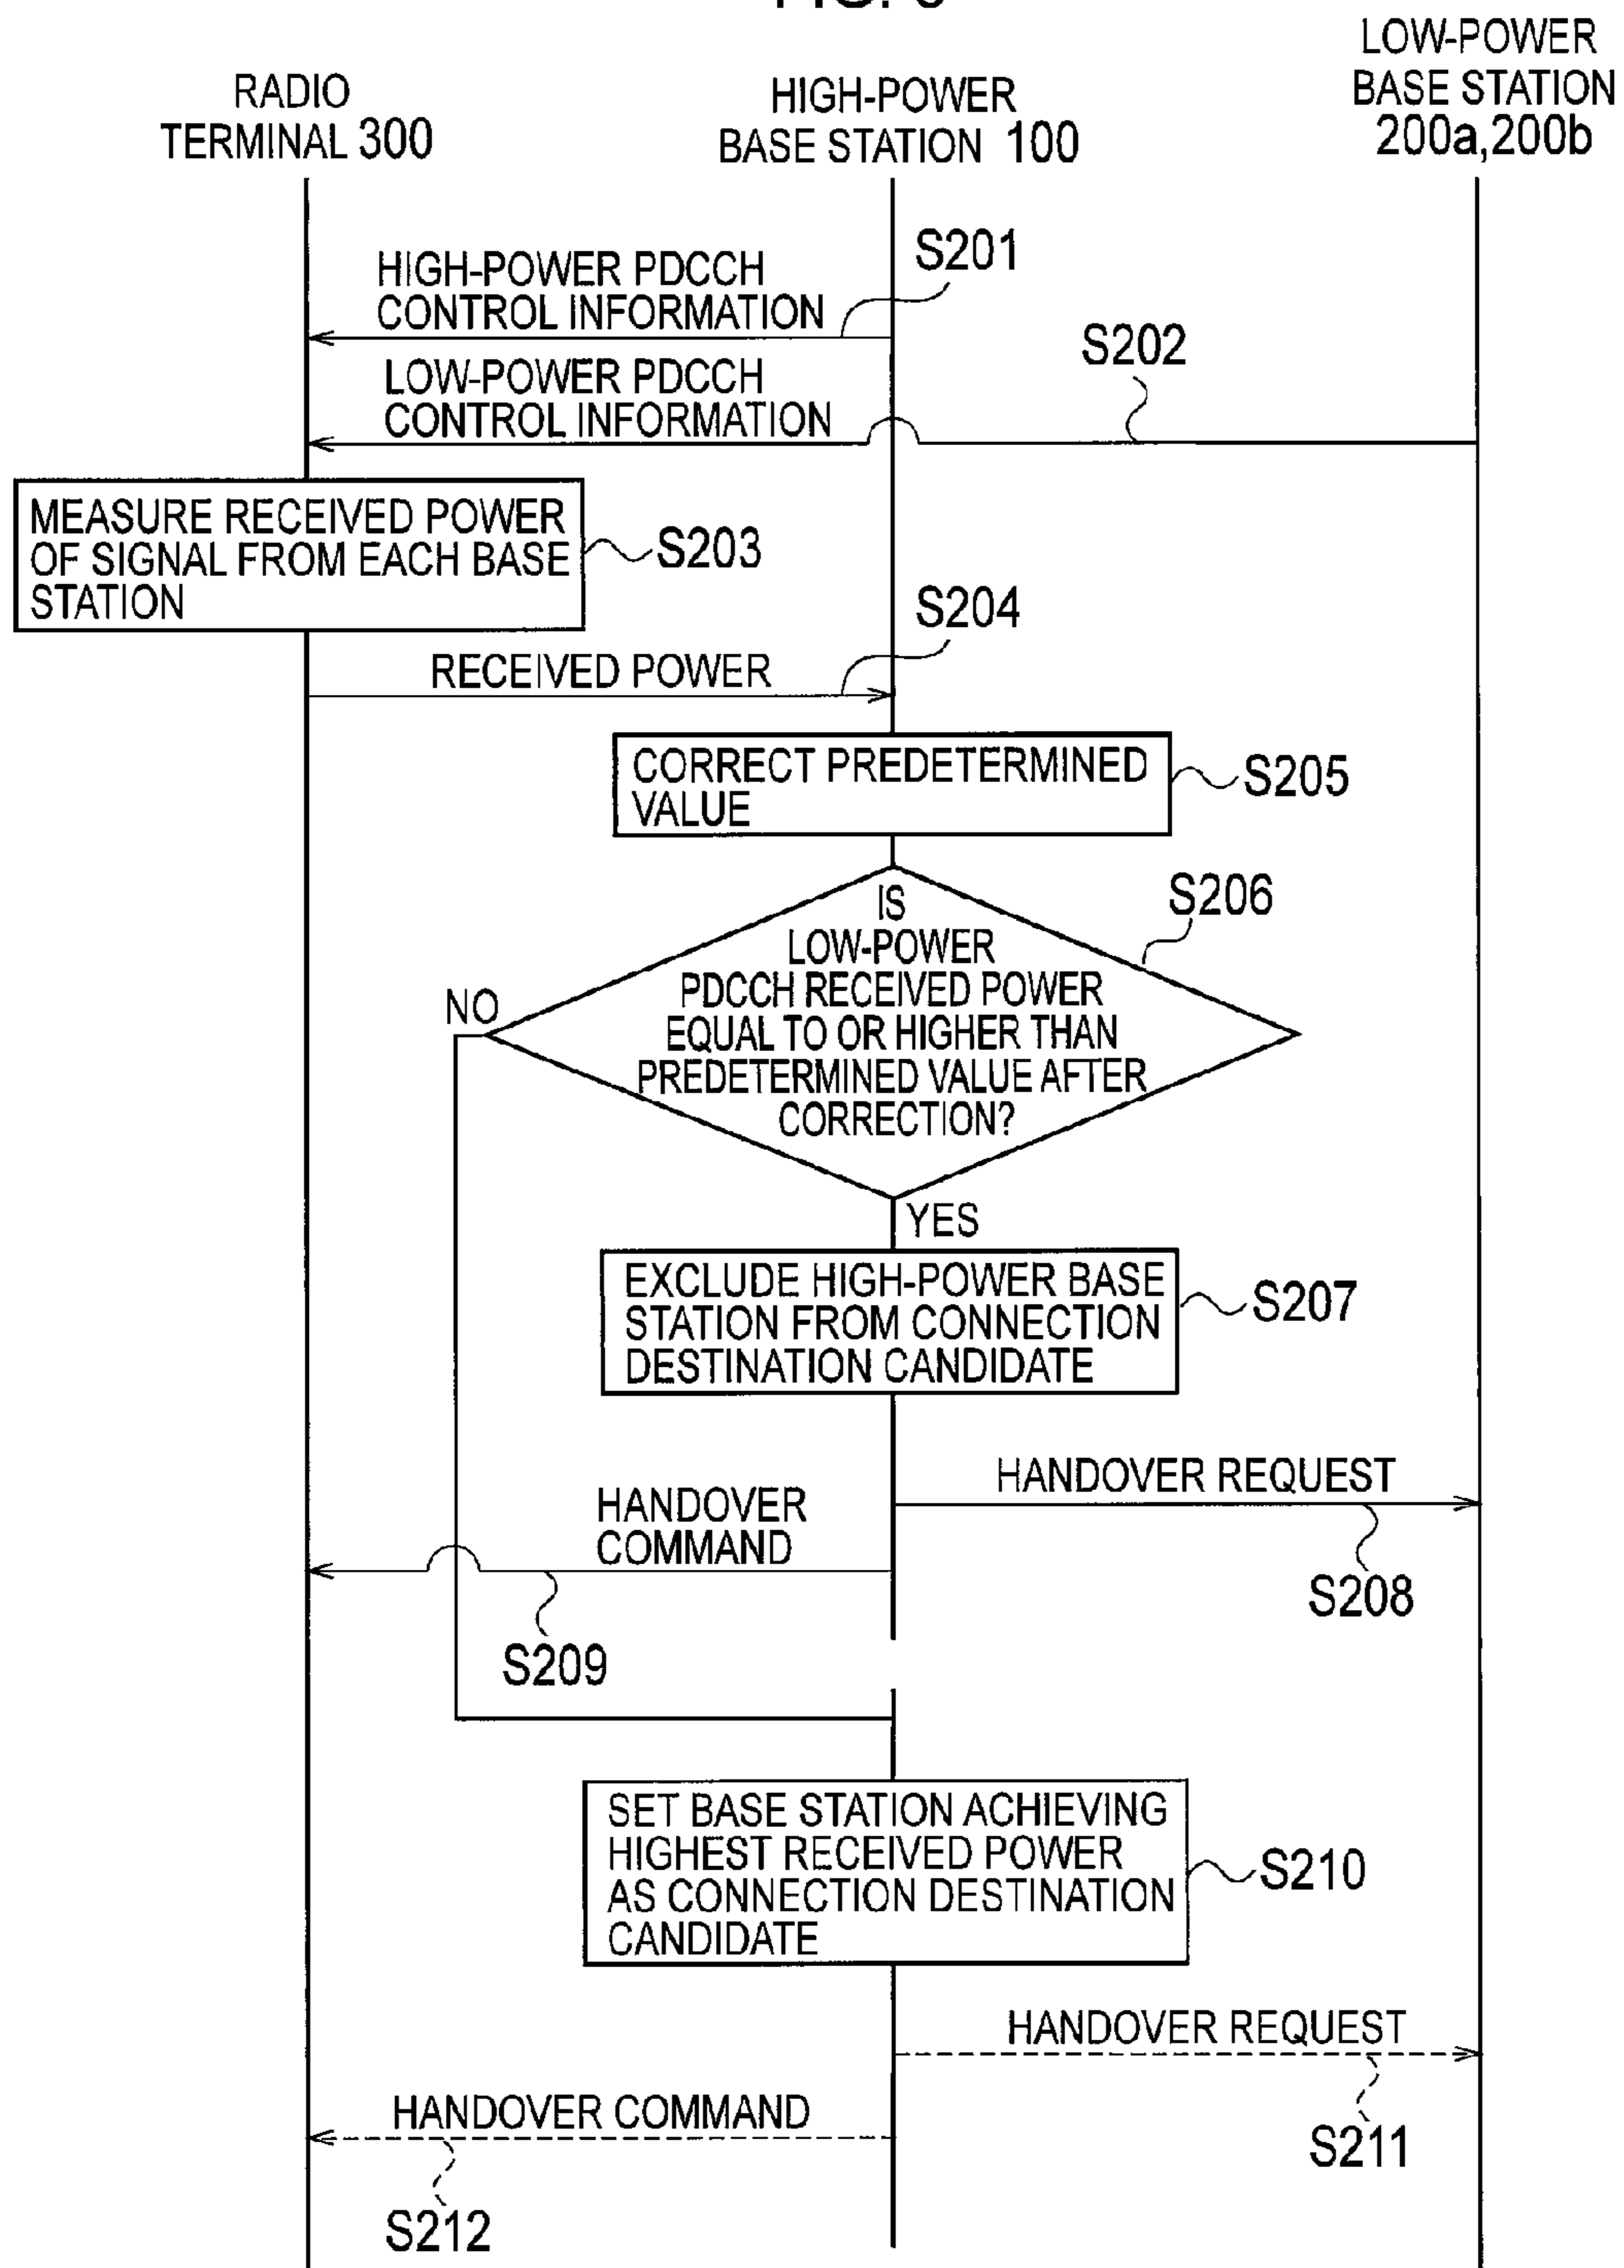 RADIO
TERMINAL 300
HIGH-POWER
BASE STATION 100
LOW-POWER
BASE STATION
200a,200b
S201
HIGH-POWER PDCCH
CONTROL INFORMATION
S202
LOW-POWER PDCCH
CONTROL INFORMATION
MEASURE RECEIVED POWER
OF SIGNAL FROM EACH BASE
STATION
S203
S204
RECEIVED POWER
CORRECT PREDETERMINED
VALUE
S205
S206
IS
LOW-POWER
PDCCH RECEIVED POWER
EQUAL TO OR HIGHER THAN
PREDETERMINED VALUE AFTER
CORRECTION?
NO
YES
EXCLUDE HIGH-POWER BASE
STATION FROM CONNECTION
DESTINATION CANDIDATE
S207
HANDOVER REQUEST
S208
HANDOVER
COMMAND
S209
SET BASE STATION ACHIEVING
HIGHEST RECEIVED POWER
AS CONNECTION DESTINATION
CANDIDATE
S210
HANDOVER REQUEST
S211
HANDOVER COMMAND
S212